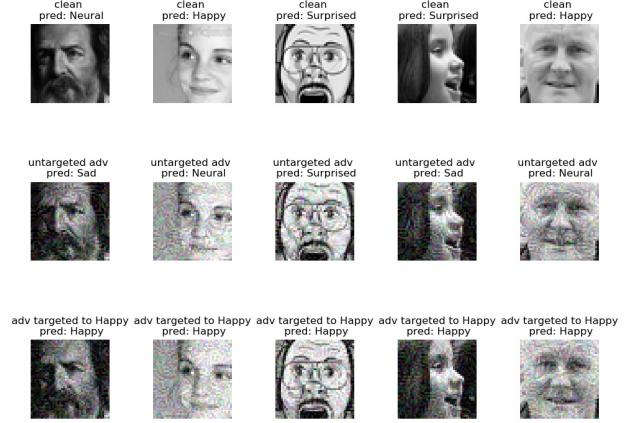 clean clean clean clean clean
pred: Neural pred: Happy pred: Surprised pred: Surprised pred: Happy
untargeted adv untargeted adv untargeted adv untargeted adv untargeted adv
pred: Sad pred: Neural pred: Surprised pred: Sad pred: Neural
adv targeted to Happy adv targeted to Happy adv targeted to Happy adv targeted to Happy adv targeted to Happy
pred: Happy pred: Happy pred: Happy pred: Happy pred: Happy